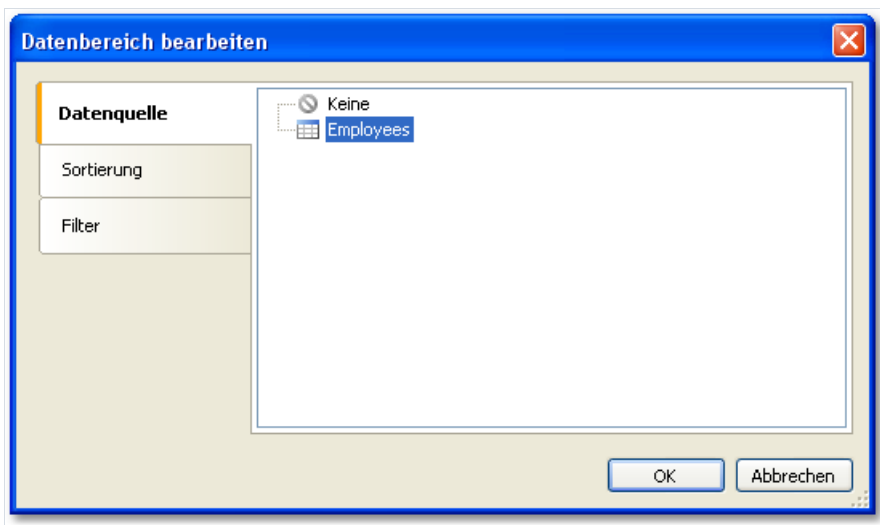 Datenbereich bearbeiten
Datenquelle
Sortierung
Filter
Keine
Employees
OK
Abbrechen